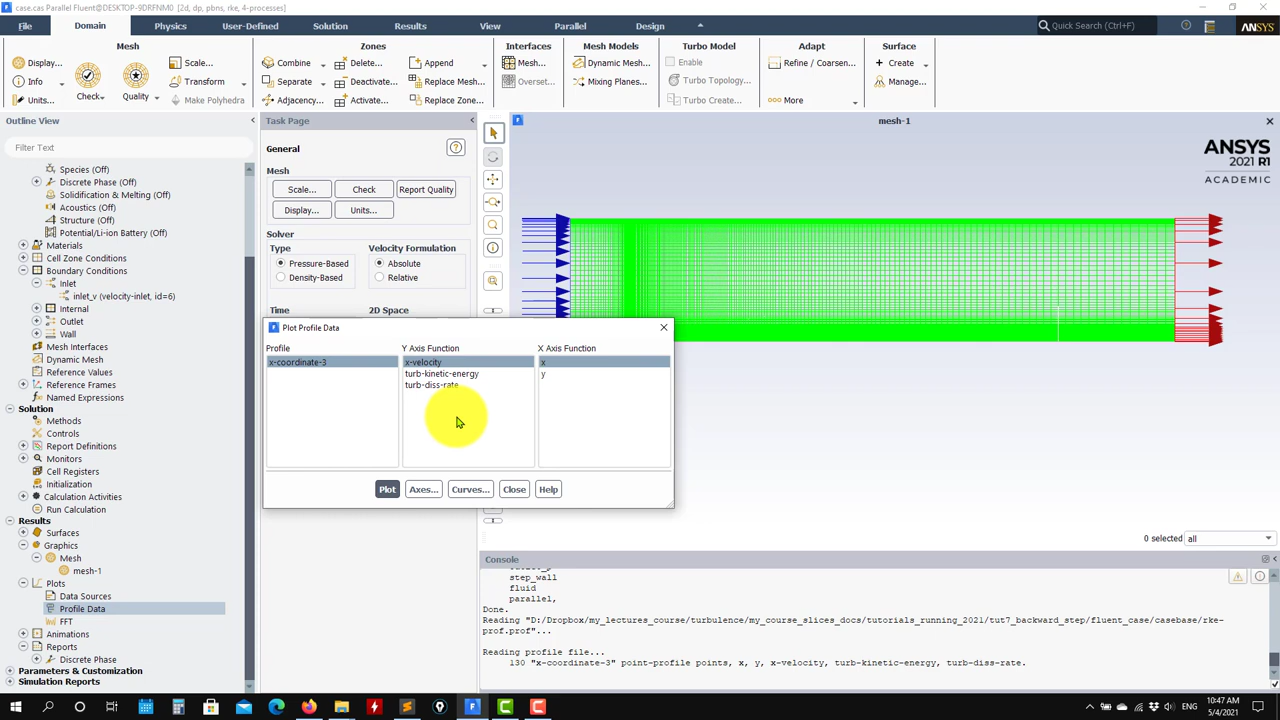 case.cas Parallel Fluent@DESKTOP-9DRFNM0 [2d, dp, pbns, rke, 4-processes]
File Domain Physics User-Defined Solution Results View Parallel Design Quick Search (Ctrl+F) ANSYS
Mesh Zones Interfaces Mesh Models Turbo Model Adapt Surface
Display... Scale... Combine Delete... Append Mesh... Dynamic Mesh... Enable Refine / Coarsen... Create
Info Check Quality Transform Separate Deactivate... Replace Mesh... Overset... Mixing Planes... Turbo Topology... Manage...
Units... Make Polyhedra Adjacency... Activate... Replace Zone... Turbo Create... More
Outline View Task Page mesh-1
Filter Text General
ANSYS
2021 R1
ACADEMIC
Species (Off)
Discrete Phase (Off)
Solidification & Melting (Off)
Acoustics (Off)
Structure (Off)
Potential/Li-ion Battery (Off)
Materials
Cell Zone Conditions
Boundary Conditions
Inlet
inlet_v (velocity-inlet, id=6)
Internal
Outlet
Wall
Mesh Interfaces
Dynamic Mesh
Reference Values
Reference Frames
Named Expressions
Solution
Methods
Controls
Report Definitions
Monitors
Cell Registers
Initialization
Calculation Activities
Run Calculation
Results
Surfaces
Graphics
Mesh
mesh-1
Plots
Data Sources
Profile Data
FFT
Animations
Reports
Discrete Phase
Parameters & Customization
Simulation Reports
Mesh
Scale... Check Report Quality
Display... Units...
Solver
Type Velocity Formulation
Pressure-Based Absolute
Density-Based Relative
Time 2D Space
Plot Profile Data
Profile Y Axis Function X Axis Function
x-coordinate-3 x-velocity x
turb-kinetic-energy y
turb-diss-rate
Plot Axes... Curves... Close Help
0 selected all
Console
step_wall
fluid
parallel,
Done.
Reading "D:/Dropbox/my_lectures_course/turbulence/my_course_slices_docs/tutorials_running_2021/tut7_backward_step/fluent_case/casebase/rke-
prof.prof"...
Reading profile file...
130 "x-coordinate-3" point-profile points, x, y, x-velocity, turb-kinetic-energy, turb-diss-rate.
ENG 10:47 AM
5/4/2021